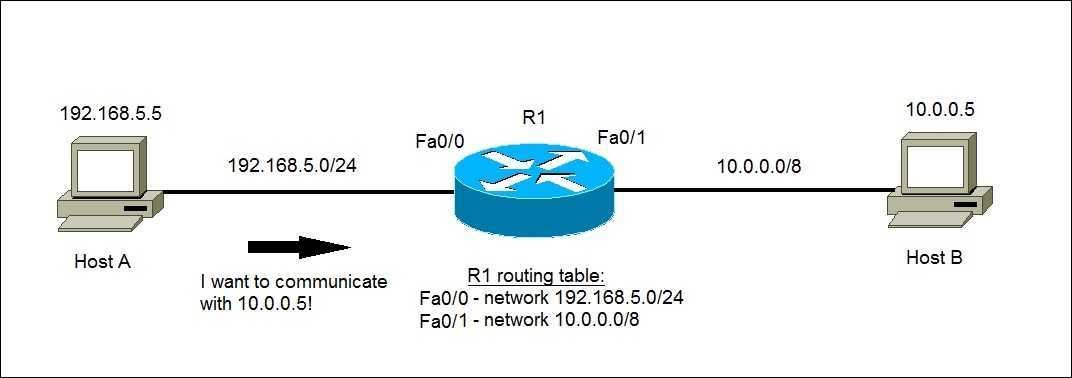 192.168.5.5
10.0.0.5
R1
Fa0/0
Fa0/1
192.168.5.0/24
10.0.0.0/8
Host A
Host B
I want to communicate
with 10.0.0.5!
R1 routing table:
Fa0/0 - network 192.168.5.0/24
Fa0/1 - network 10.0.0.0/8